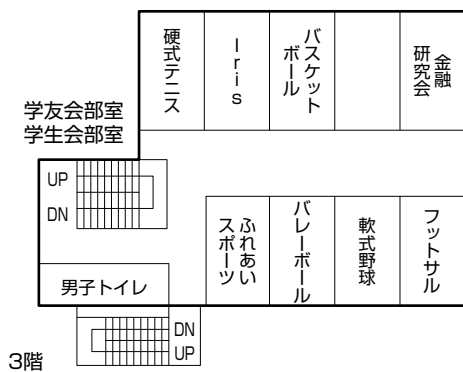 硬式テニス
Iris
バスケット
ボール
金融
研究会
学友会部室
学生会部室
UP
DN
ふれあい
スポーツ
バレーボール
軟式野球
フットサル
男子トイレ
DN
UP
3階